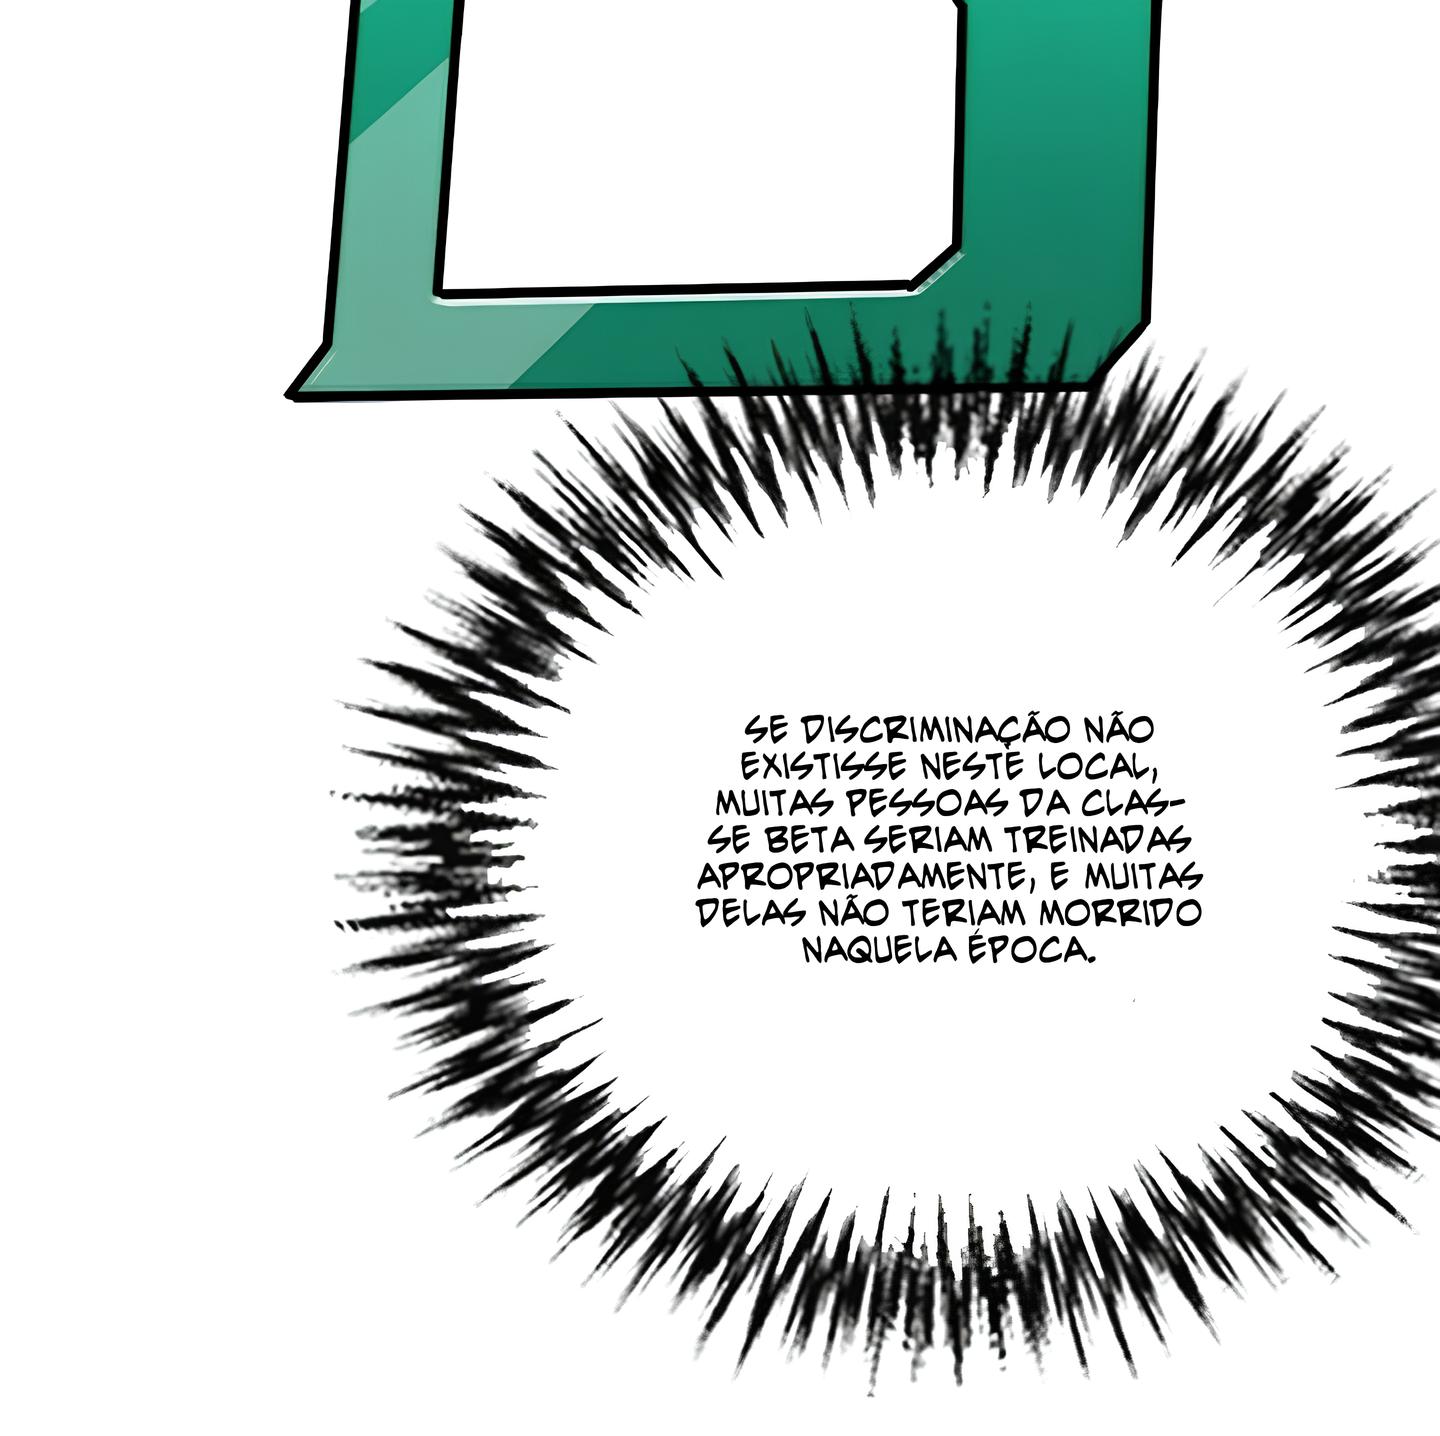 SE DISCRIMINAÇÃO NÃO
EXISTISSE NESTE LOCAL,
MUITAS PESSOAS DA CLAS-
SE BETA SERIAM TREINADAS
APROPRIADAMENTE, E MUITAS
DELAS NÃO TERIAM MORRIDO
NAQUELA ÉPOCA.